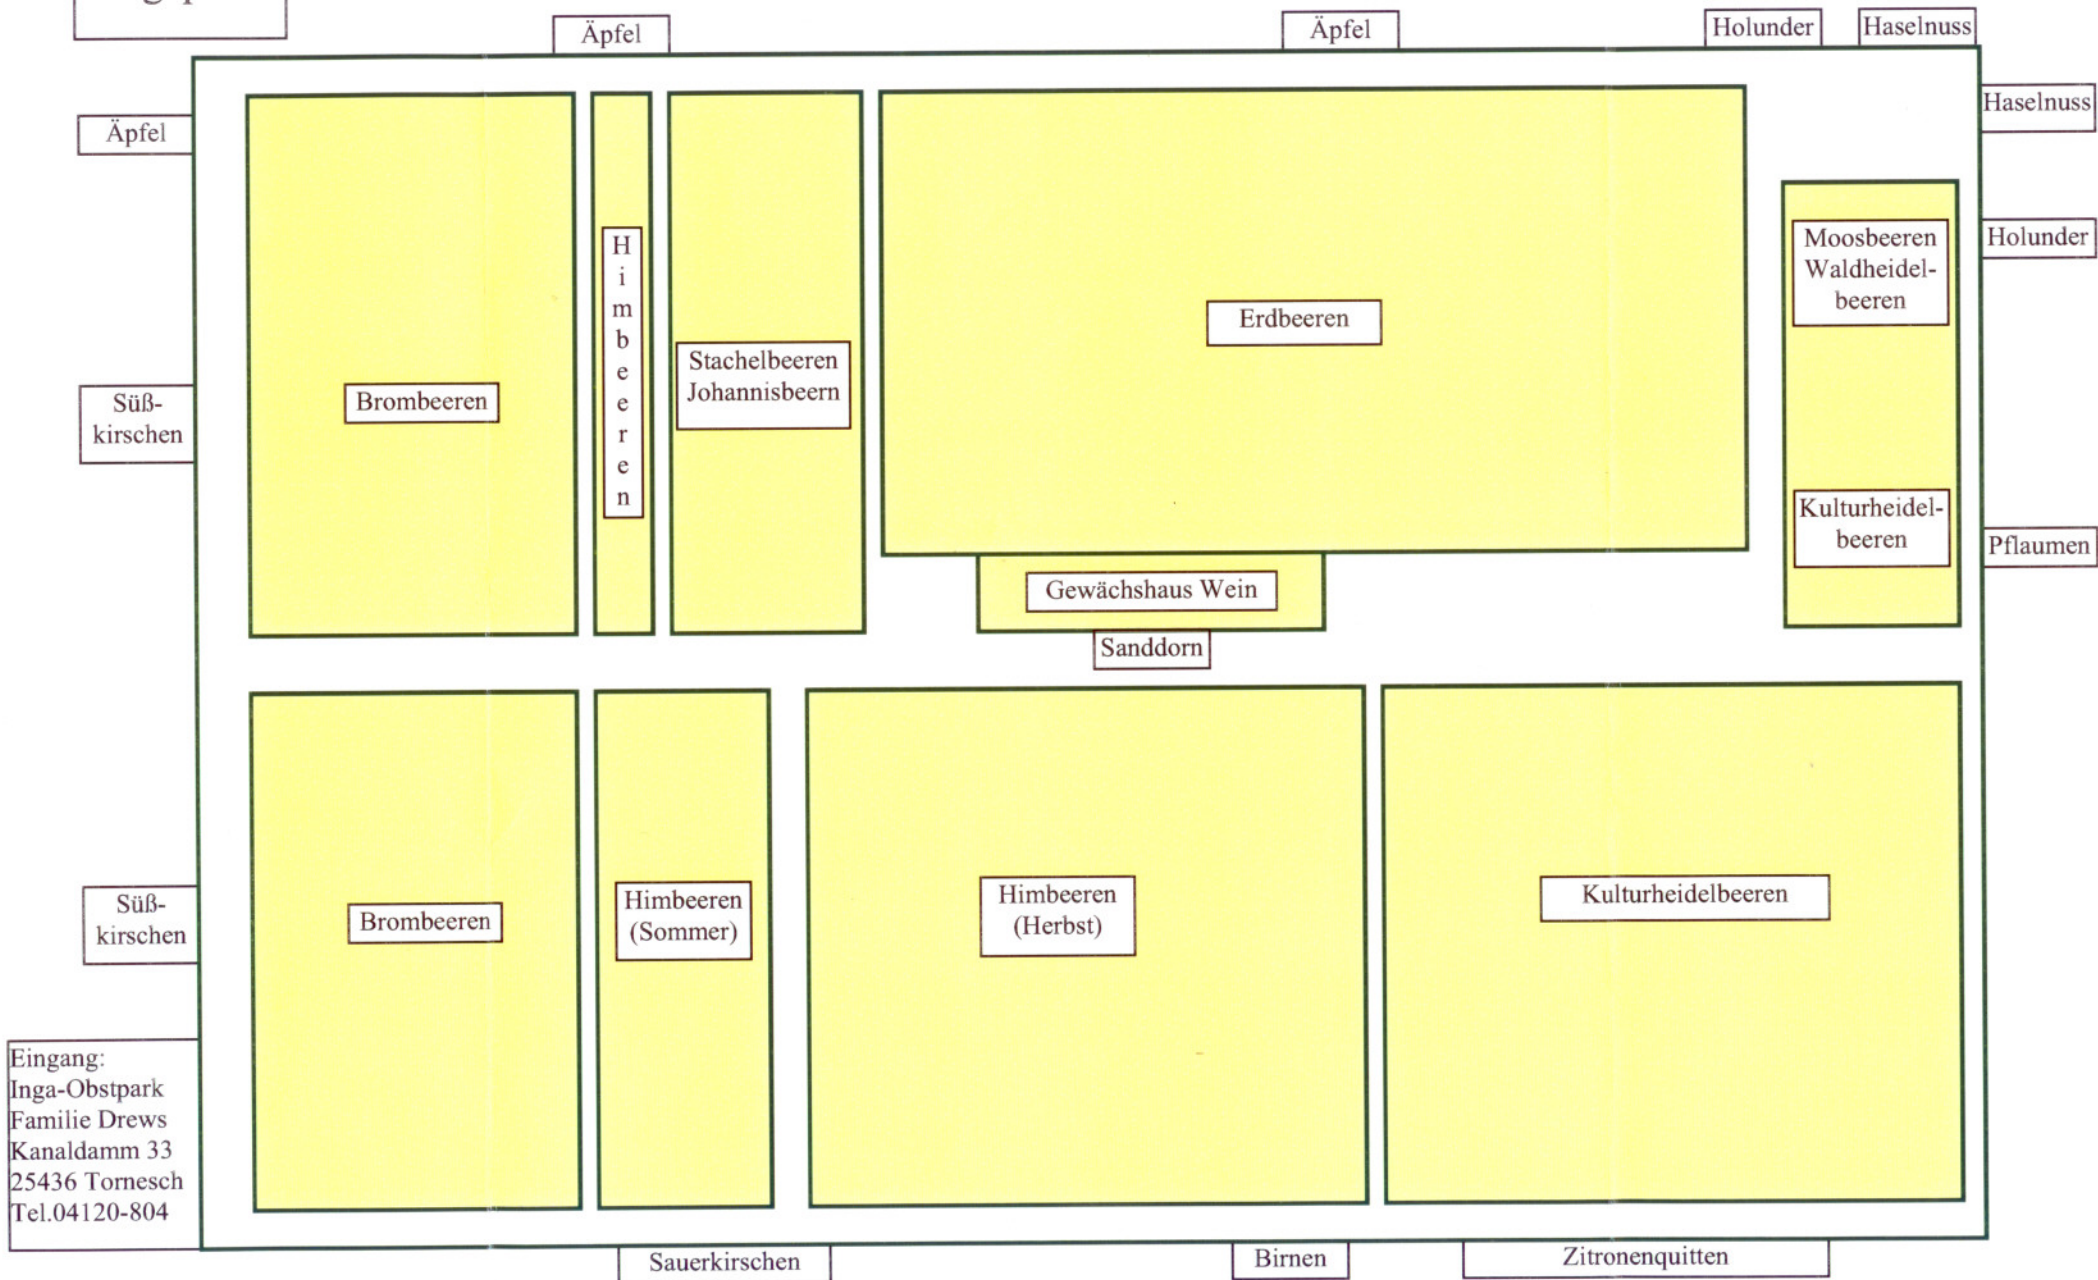 Äpfel
Äpfel
Holunder
Haselnuss
Äpfel
Haselnuss
Holunder
Süß-
kirschen
Brombeeren
Himbeeren
Stachelbeeren
Johannisbeern
Erdbeeren
Moosbeeren
Waldheidel-
beeren
Kulturheidel-
beeren
Pflaumen
Gewächshaus Wein
Sanddorn
Süß-
kirschen
Brombeeren
Himbeeren
(Sommer)
Himbeeren
(Herbst)
Kulturheidelbeeren
Eingang:
Inga-Obstpark
Familie Drews
Kanaldamm 33
25436 Tornesch
Tel.04120-804
Sauerkirschen
Birnen
Zitronenquitten